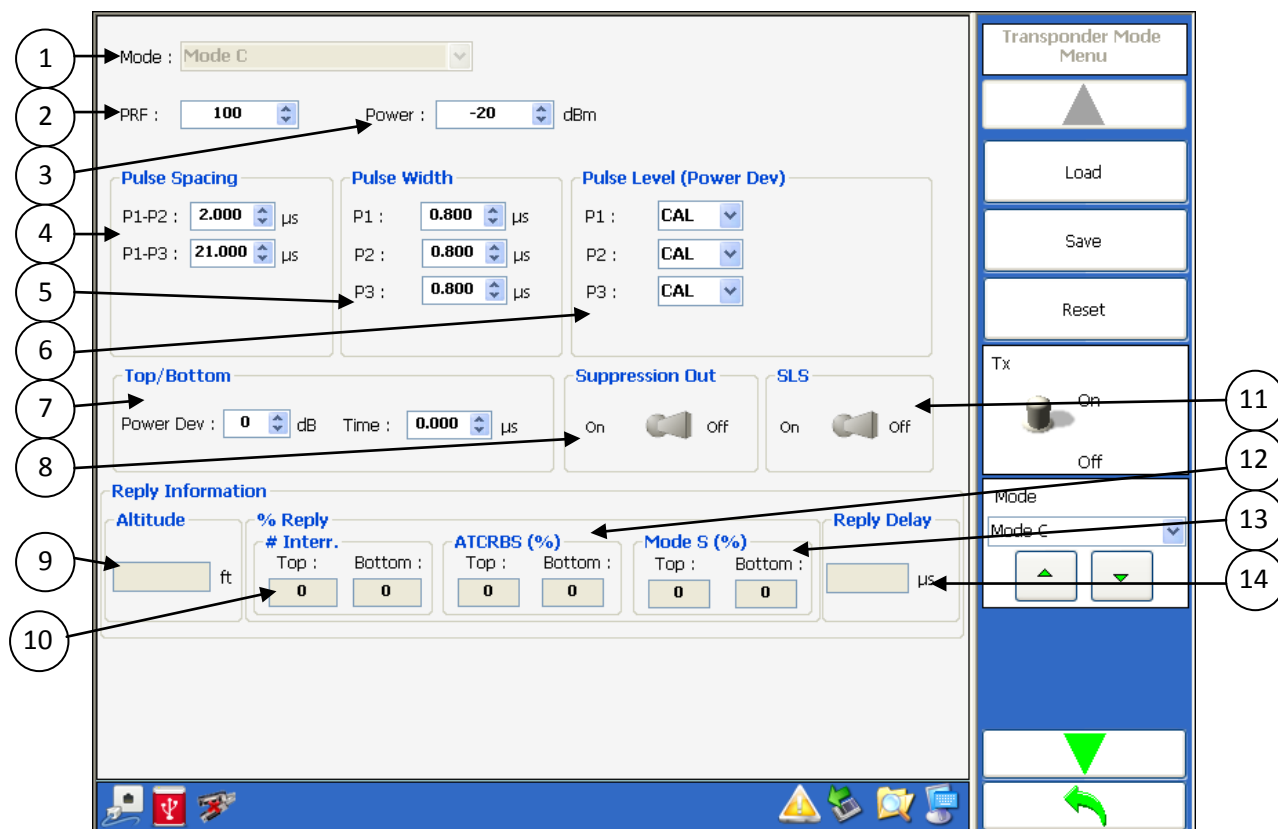 Transponder Mode
Menu
1
Mode : Mode C
2
PRF : 100 Power : -20 dBm
3
Load
Pulse Spacing Pulse Width Pulse Level (Power Dev)
P1-P2 : 2.000 µs P1 : 0.800 µs P1 : CAL
4
Save
P1-P3 : 21.000 µs P2 : 0.800 µs P2 : CAL
5
P3 : 0.800 µs P3 : CAL
Reset
6
Tx
Top/Bottom Suppression Out SLS
7
On
11
Power Dev : 0 dB Time : 0.000 µs On Off On Off
8
Off
12
Reply Information
Mode
Altitude % Reply Reply Delay
13
# Interr. ATCRBS (%) Mode S (%)
Mode C
9
Top : Bottom : Top : Bottom : Top : Bottom :
ft 0 0 0 0 0 0 µs
14
10